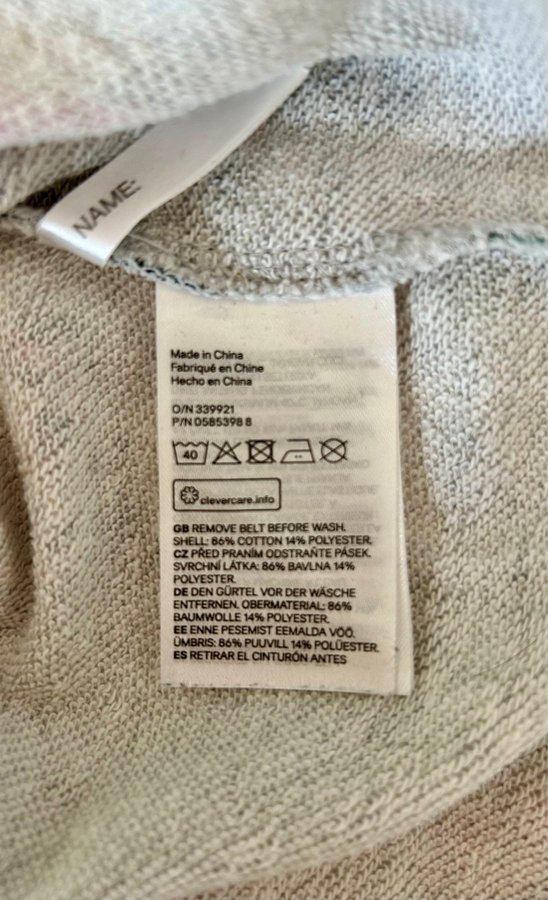 NAME:
Made in China
Fabriqué en Chine
Hecho en China
O/N 339921
P/N 0585398 8
40
clevercare.info
GB REMOVE BELT BEFORE WASH.
SHELL: 86% COTTON 14% POLYESTER.
CZ PŘED PRANÍM ODSTRAŇTE PÁSEK.
SVRCHNÍ LÁTKA: 86% BAVLNA 14%
POLYESTER.
DE DEN GÜRTEL VOR DER WÄSCHE
ENTFERNEN. OBERMATERIAL: 86%
BAUMWOLLE 14% POLYESTER.
EE ENNE PESEMIST EEMALDA VÖÖ.
ÜMBRIS: 86% PUUVILL 14% POLÜESTER.
ES RETIRAR EL CINTURÓN ANTES